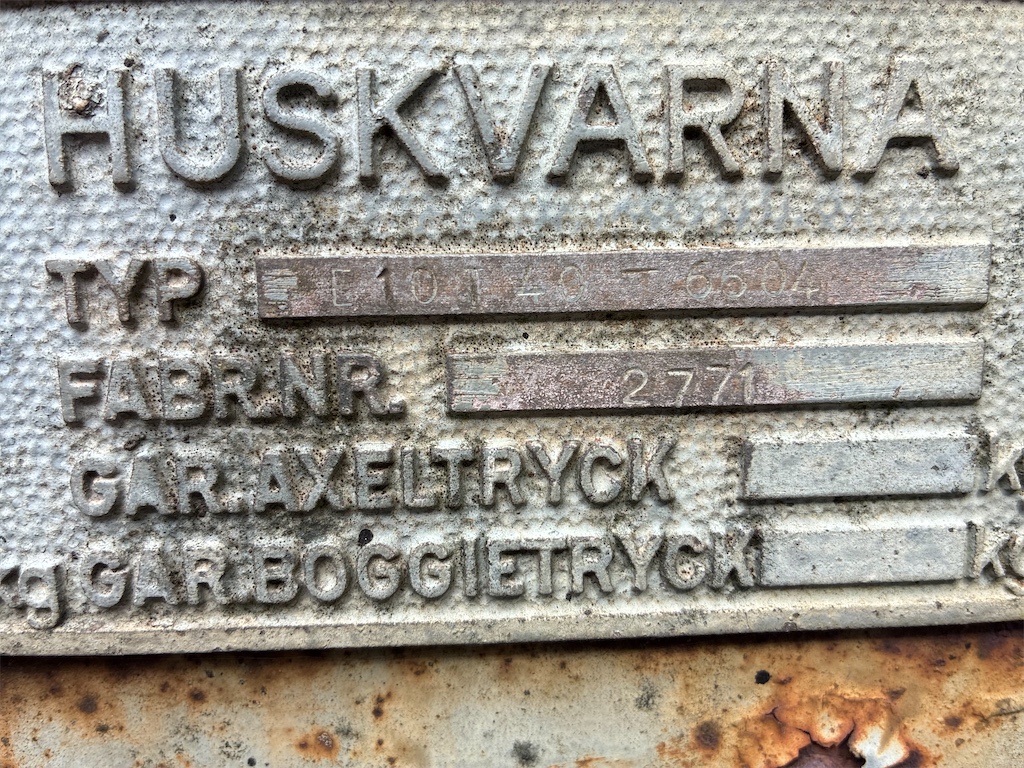 HUSKVARNA
TYP
FABR.NR. 2771
GAR.AXELTRYCK
kg GAR.BOGGIETRYCK